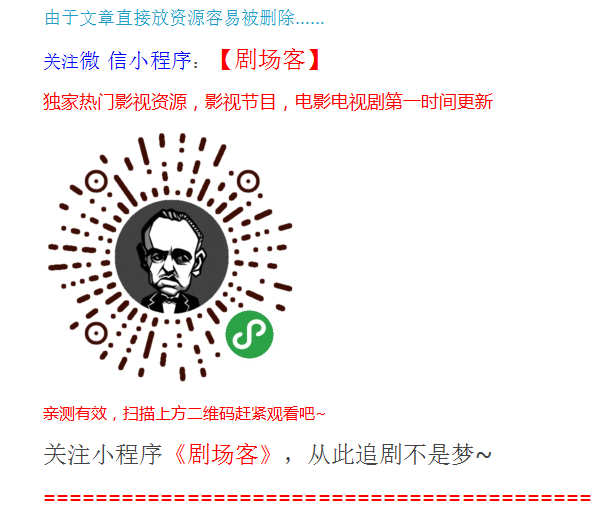 由于文章直接放资源容易被删除……
关注微 信小程序：【剧场客】
独家热门影视资源，影视节目，电影电视剧第一时间更新
亲测有效，扫描上方二维码赶紧观看吧~
关注小程序《剧场客》，从此追剧不是梦~
==========================================